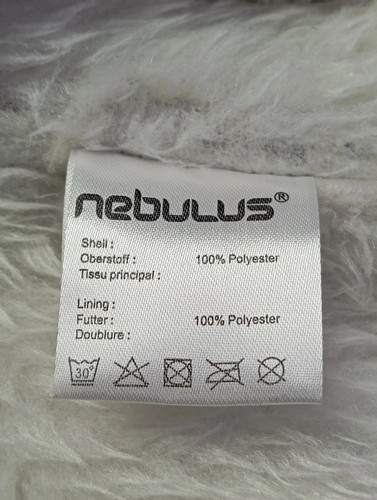 nebulus®
Shell :
Oberstoff : 100% Polyester
Tissu principal :
Lining :
Futter : 100% Polyester
Doublure :
30°